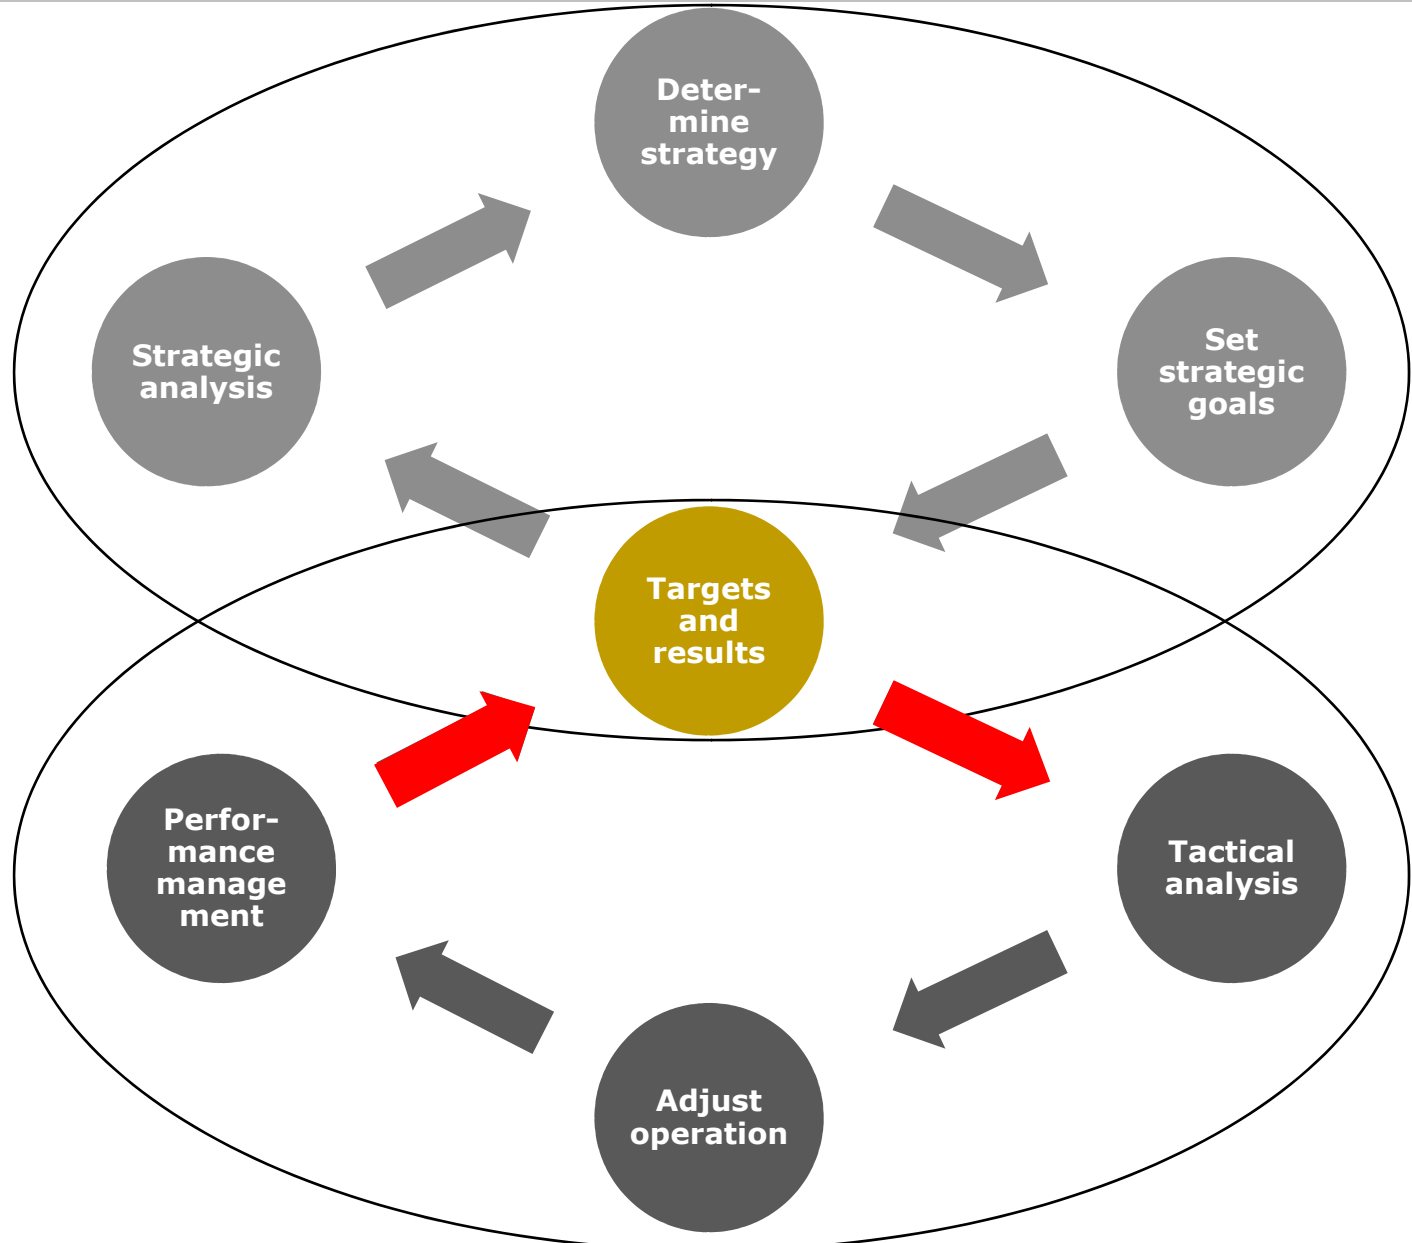 Deter-
mine
strategy
Strategic
analysis
Set
strategic
goals
Targets
and
results
Perfor-
mance
manage
ment
Tactical
analysis
Adjust
operation